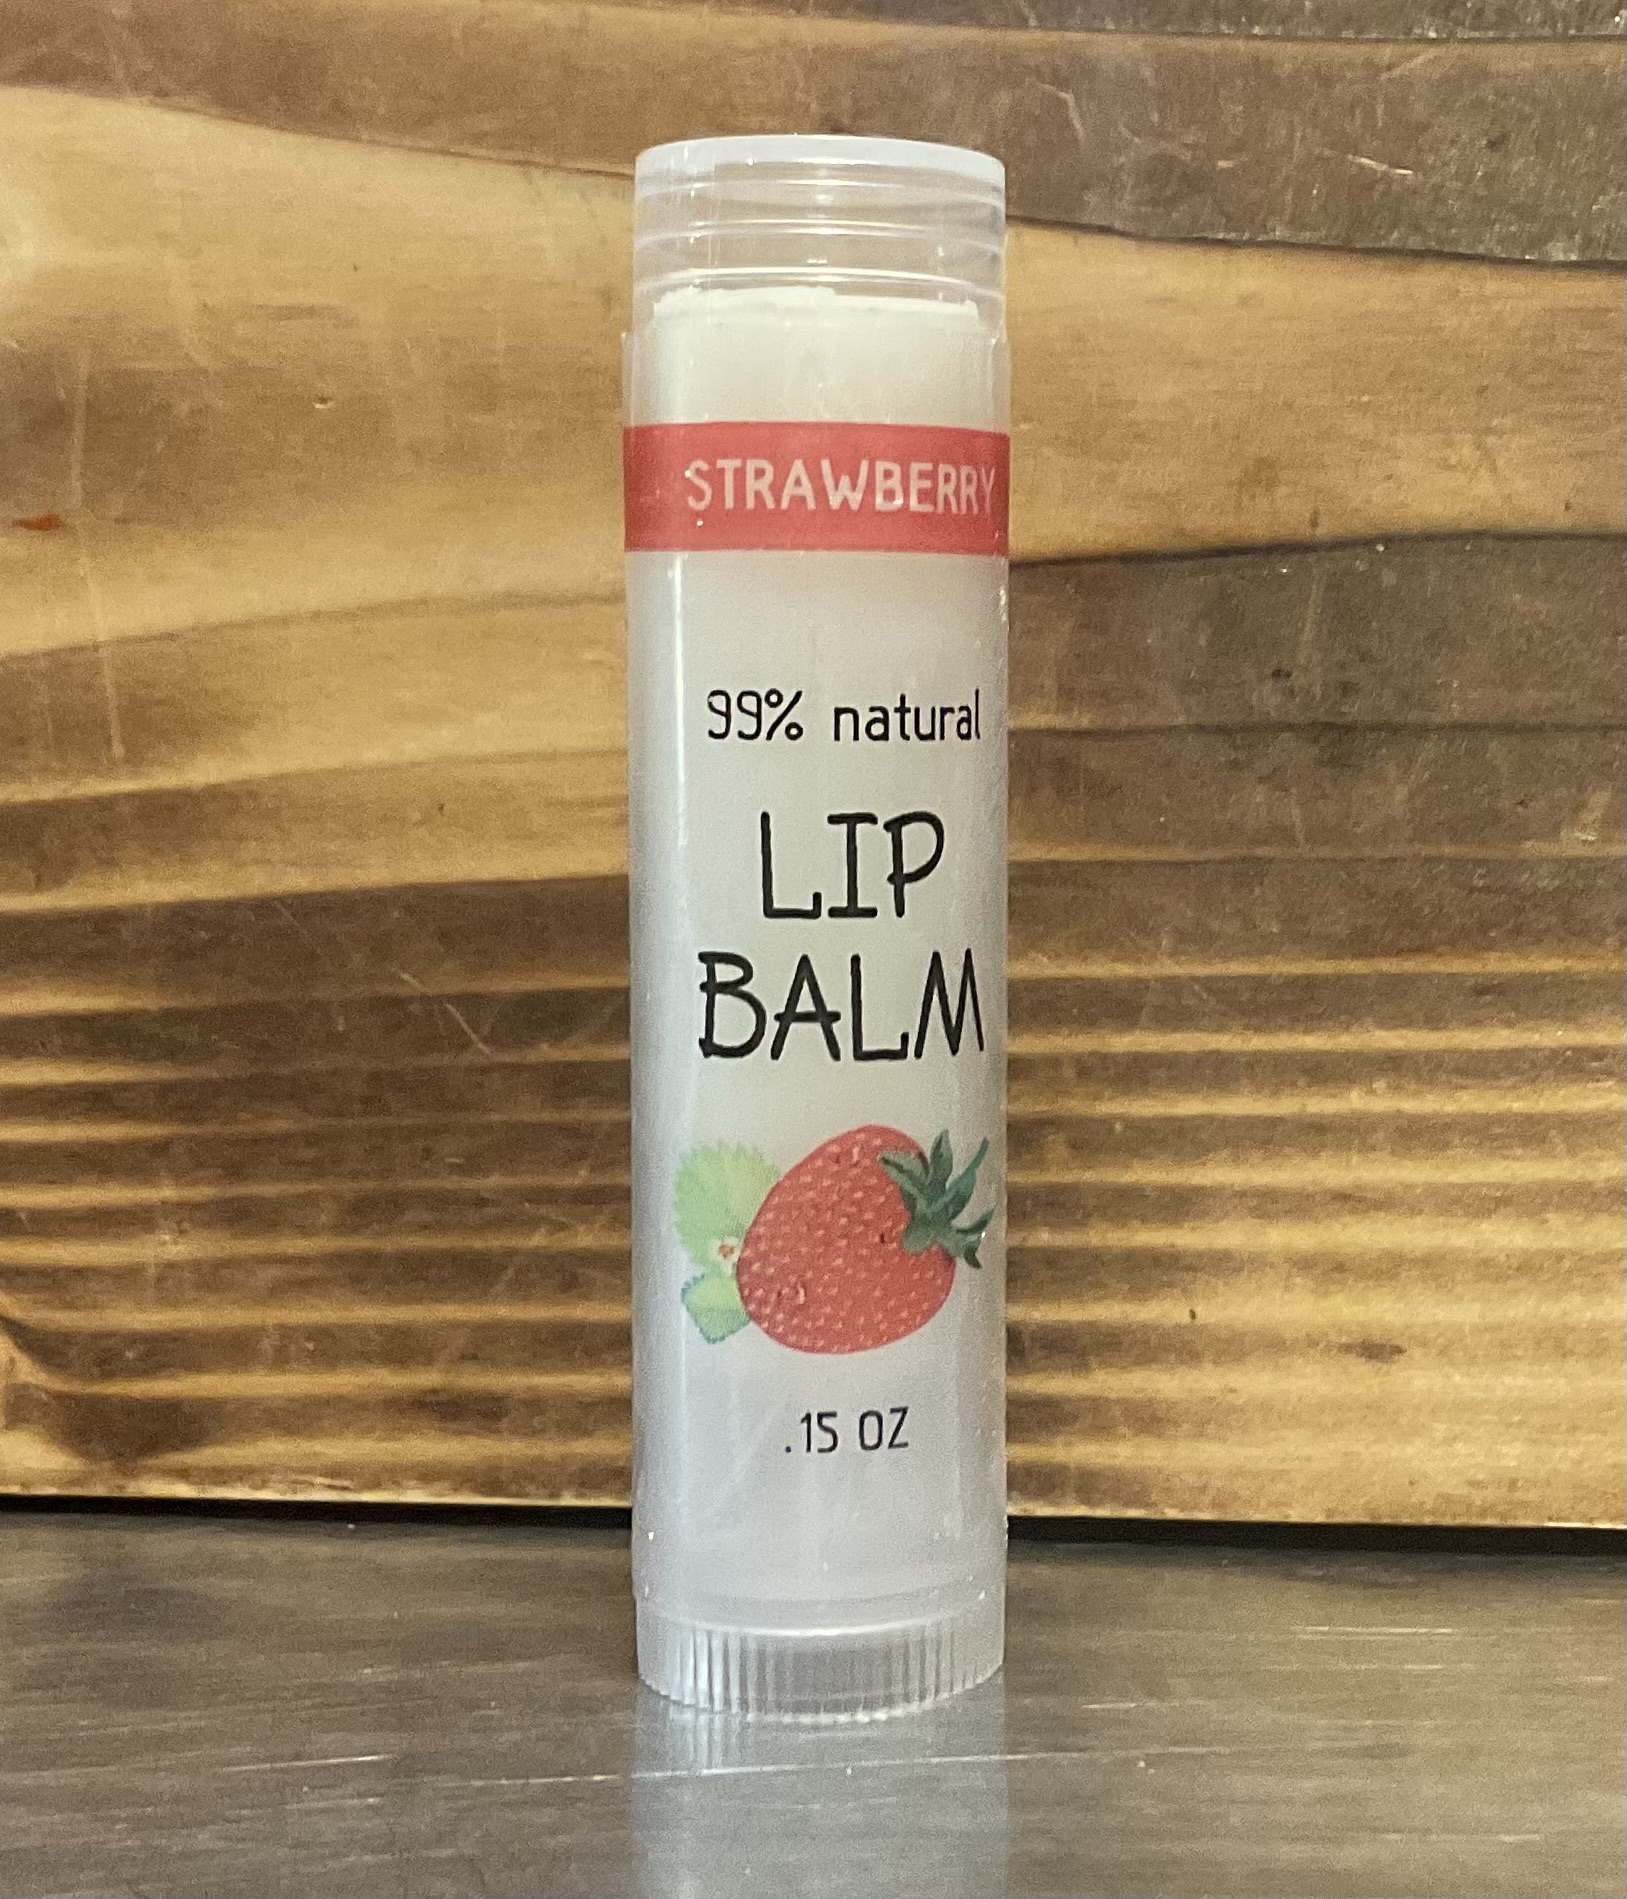 STRAWBERRY
99% natural
LIP
BALM
.15 OZ